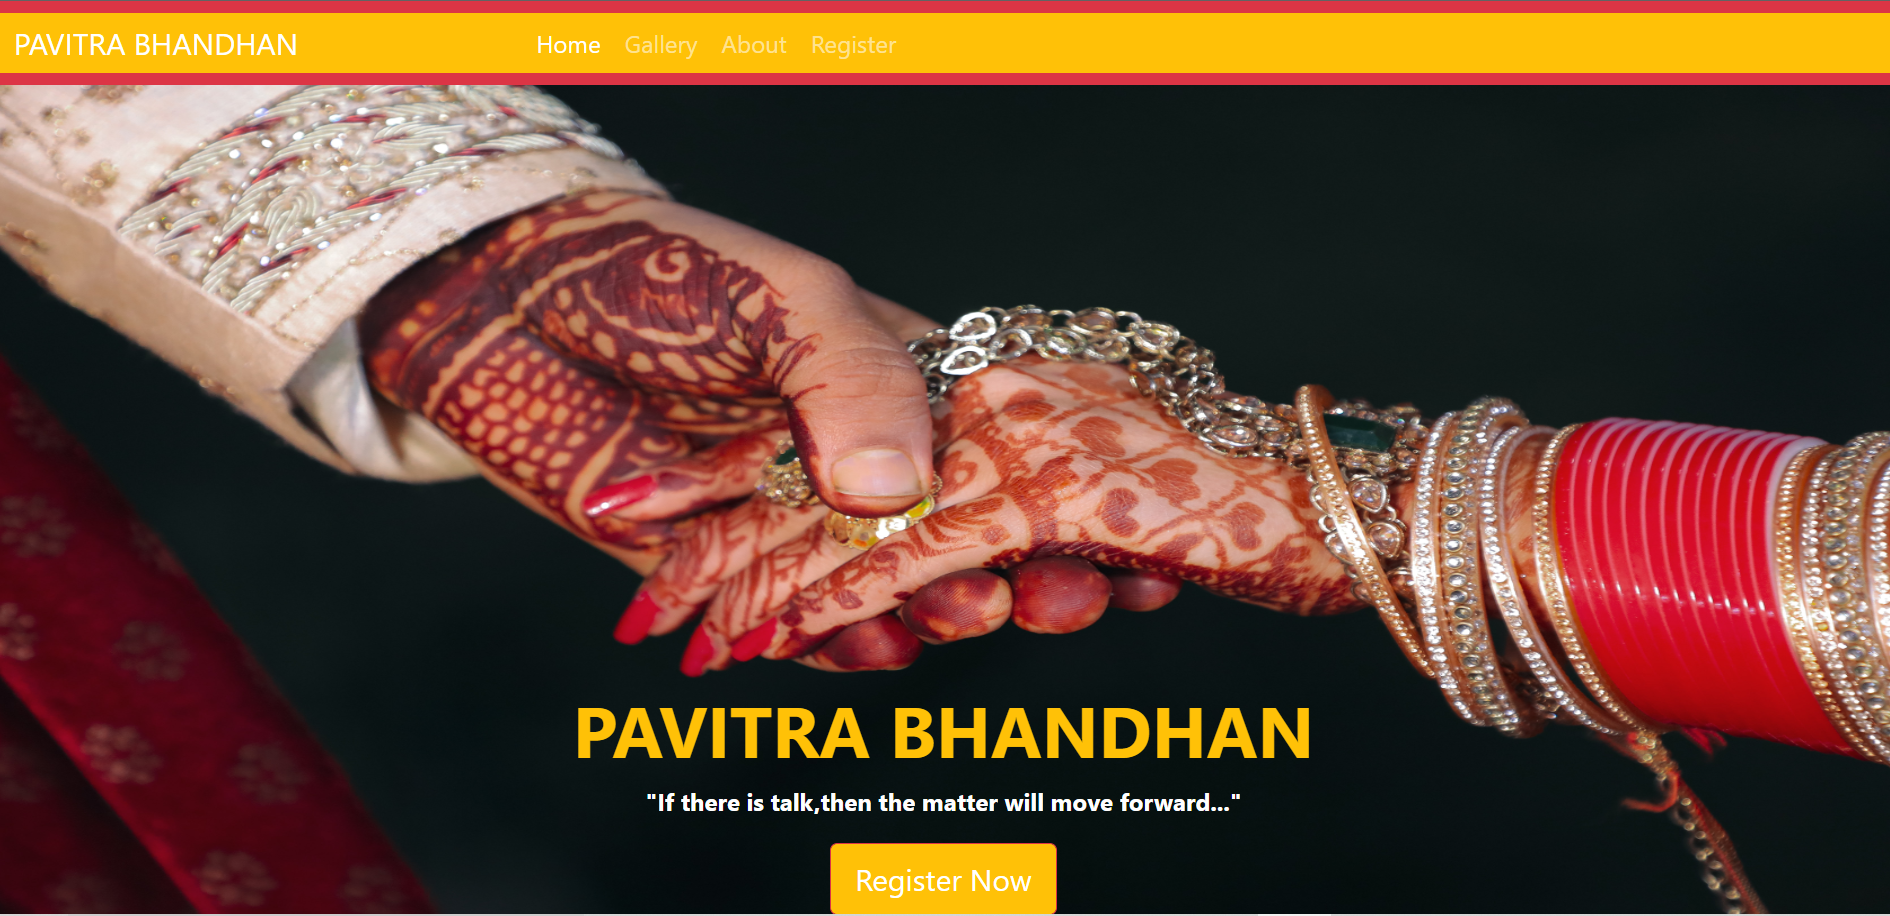 PAVITRA BHANDHAN Home Gallery About Register
PAVITRA BHANDHAN
"If there is talk,then the matter will move forward..."
Register Now